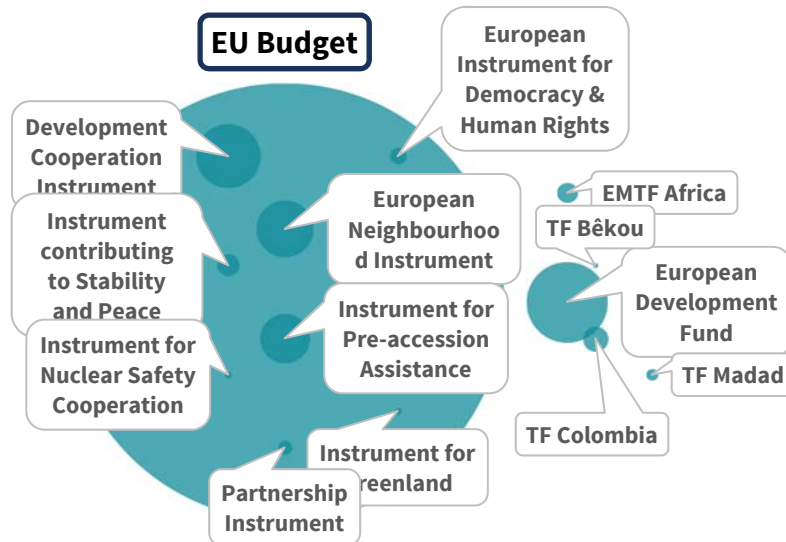 EU Budget
European
Instrument for
Democracy &
Human Rights
Development
Cooperation
Instrument
Instrument
contributing
to Stability
and Peace
European
Neighbourhoo
d Instrument
Instrument for
Pre-accession
Assistance
Instrument for
Nuclear Safety
Cooperation
Instrument for
reenland
Partnership
Instrument
EMTF Africa
TF Bêkou
European
Development
Fund
TF Madad
TF Colombia